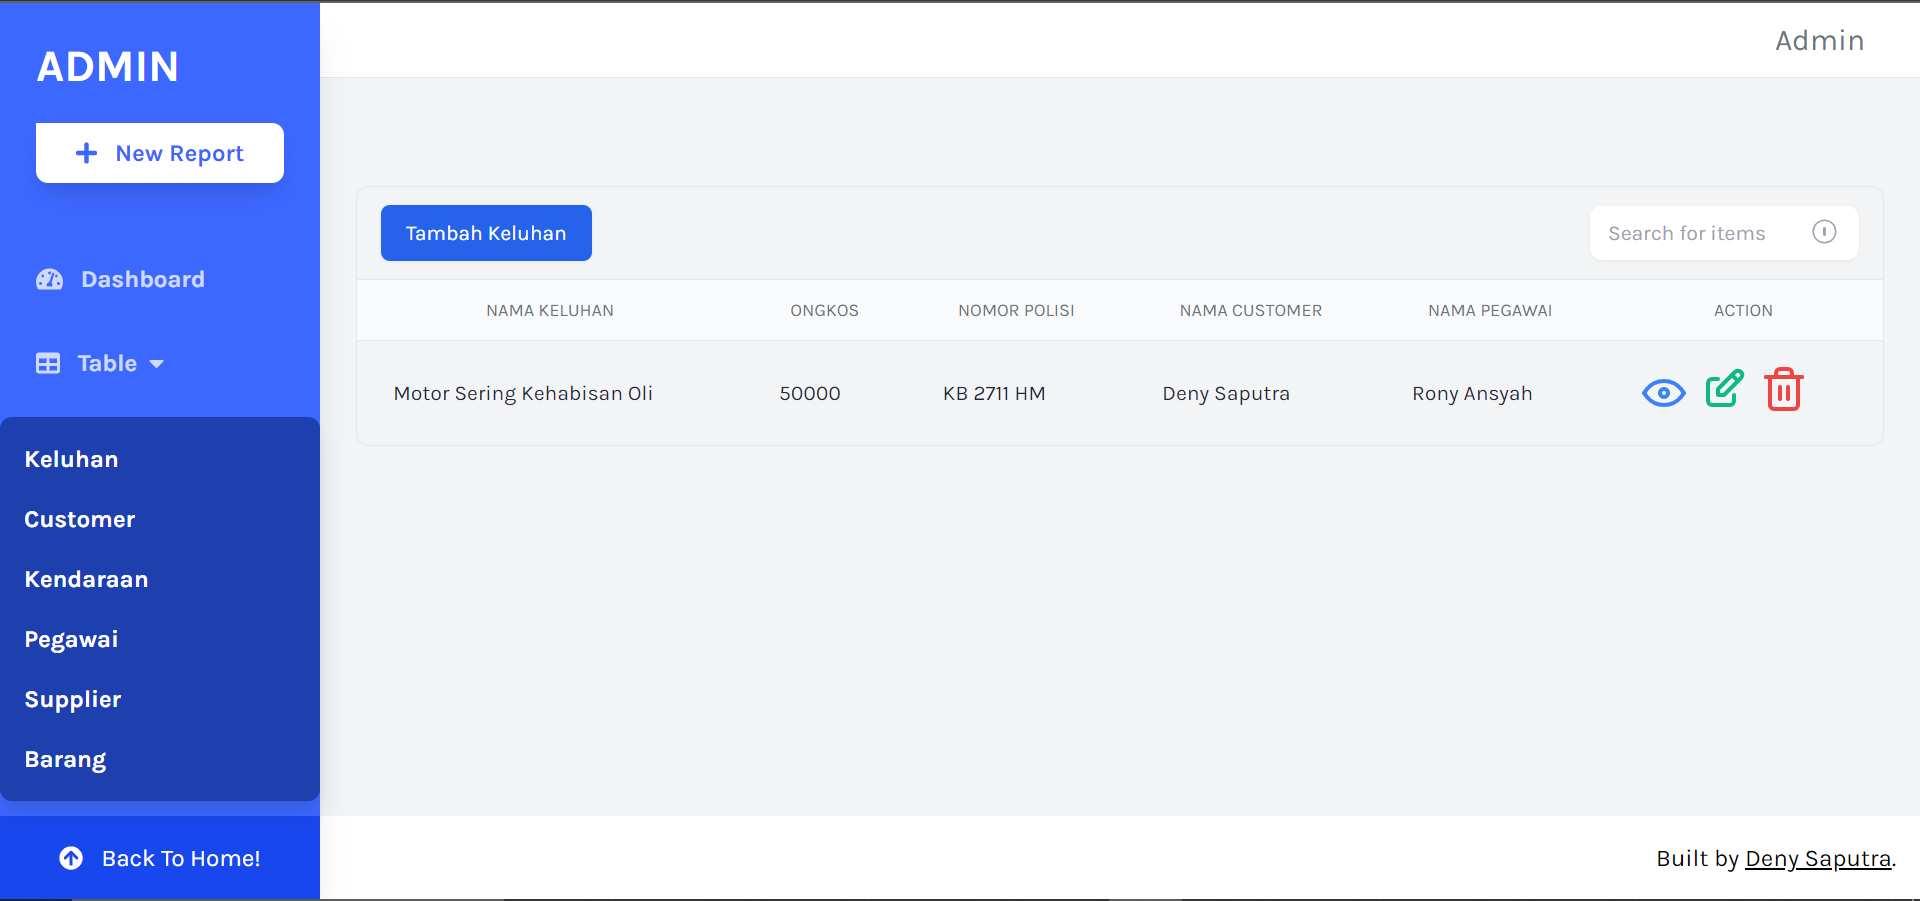 ADMIN
Admin
New Report
Dashboard
Table
Keluhan
Customer
Kendaraan
Pegawai
Supplier
Barang
Back To Home!
Tambah Keluhan
Search for items
NAMA KELUHAN ONGKOS NOMOR POLISI NAMA CUSTOMER NAMA PEGAWAI ACTION
Motor Sering Kehabisan Oli 50000 KB 2711 HM Deny Saputra Rony Ansyah
Built by Deny Saputra.